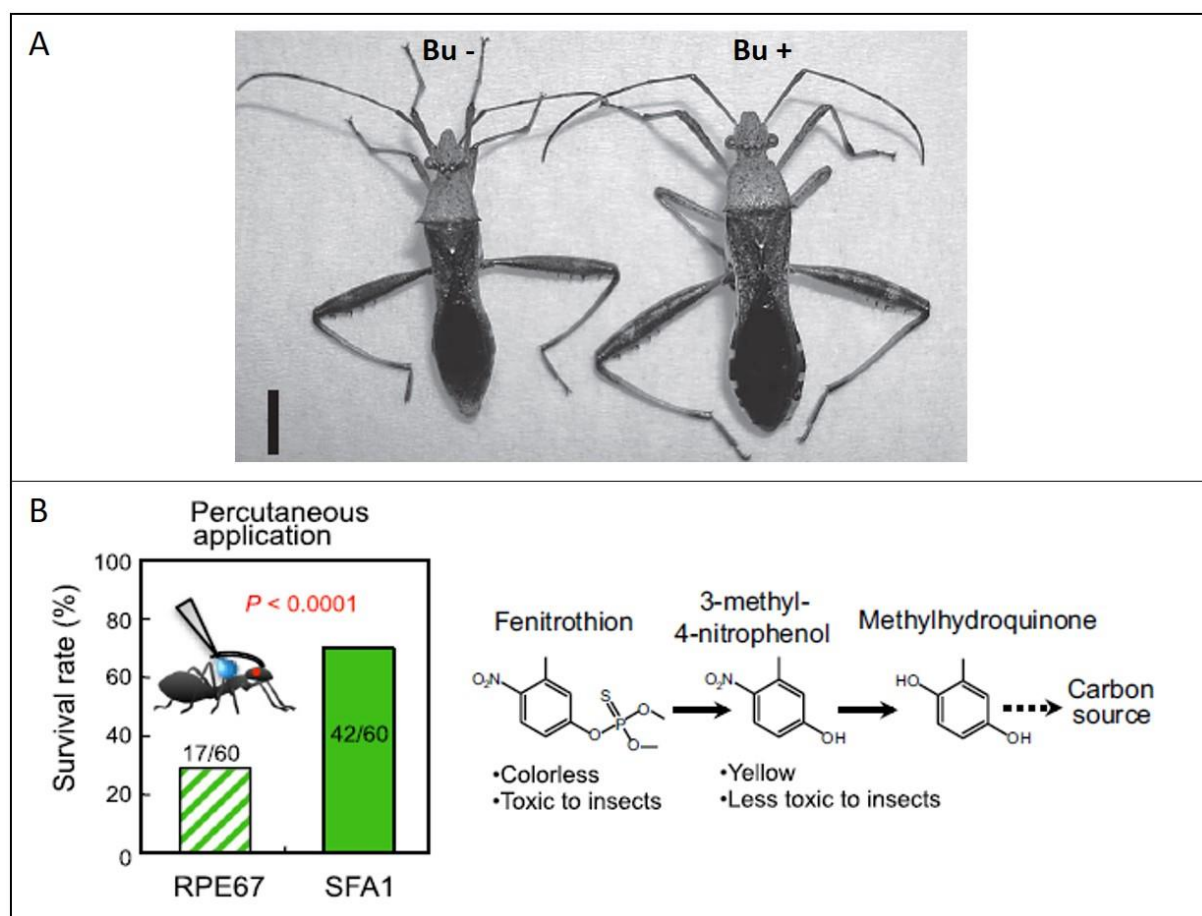 A
Bu -
Bu +
B
Percutaneous
application
Survival rate (%)
100
80
60
40
20
0
P < 0.0001
17/60
42/60
RPE67
SFA1
Fenitrothion
O₂N
S
O
P
O
O
•Colorless
•Toxic to insects
3-methyl-
4-nitrophenol
O₂N
OH
•Yellow
•Less toxic to insects
Methylhydroquinone
HO
OH
Carbon
source